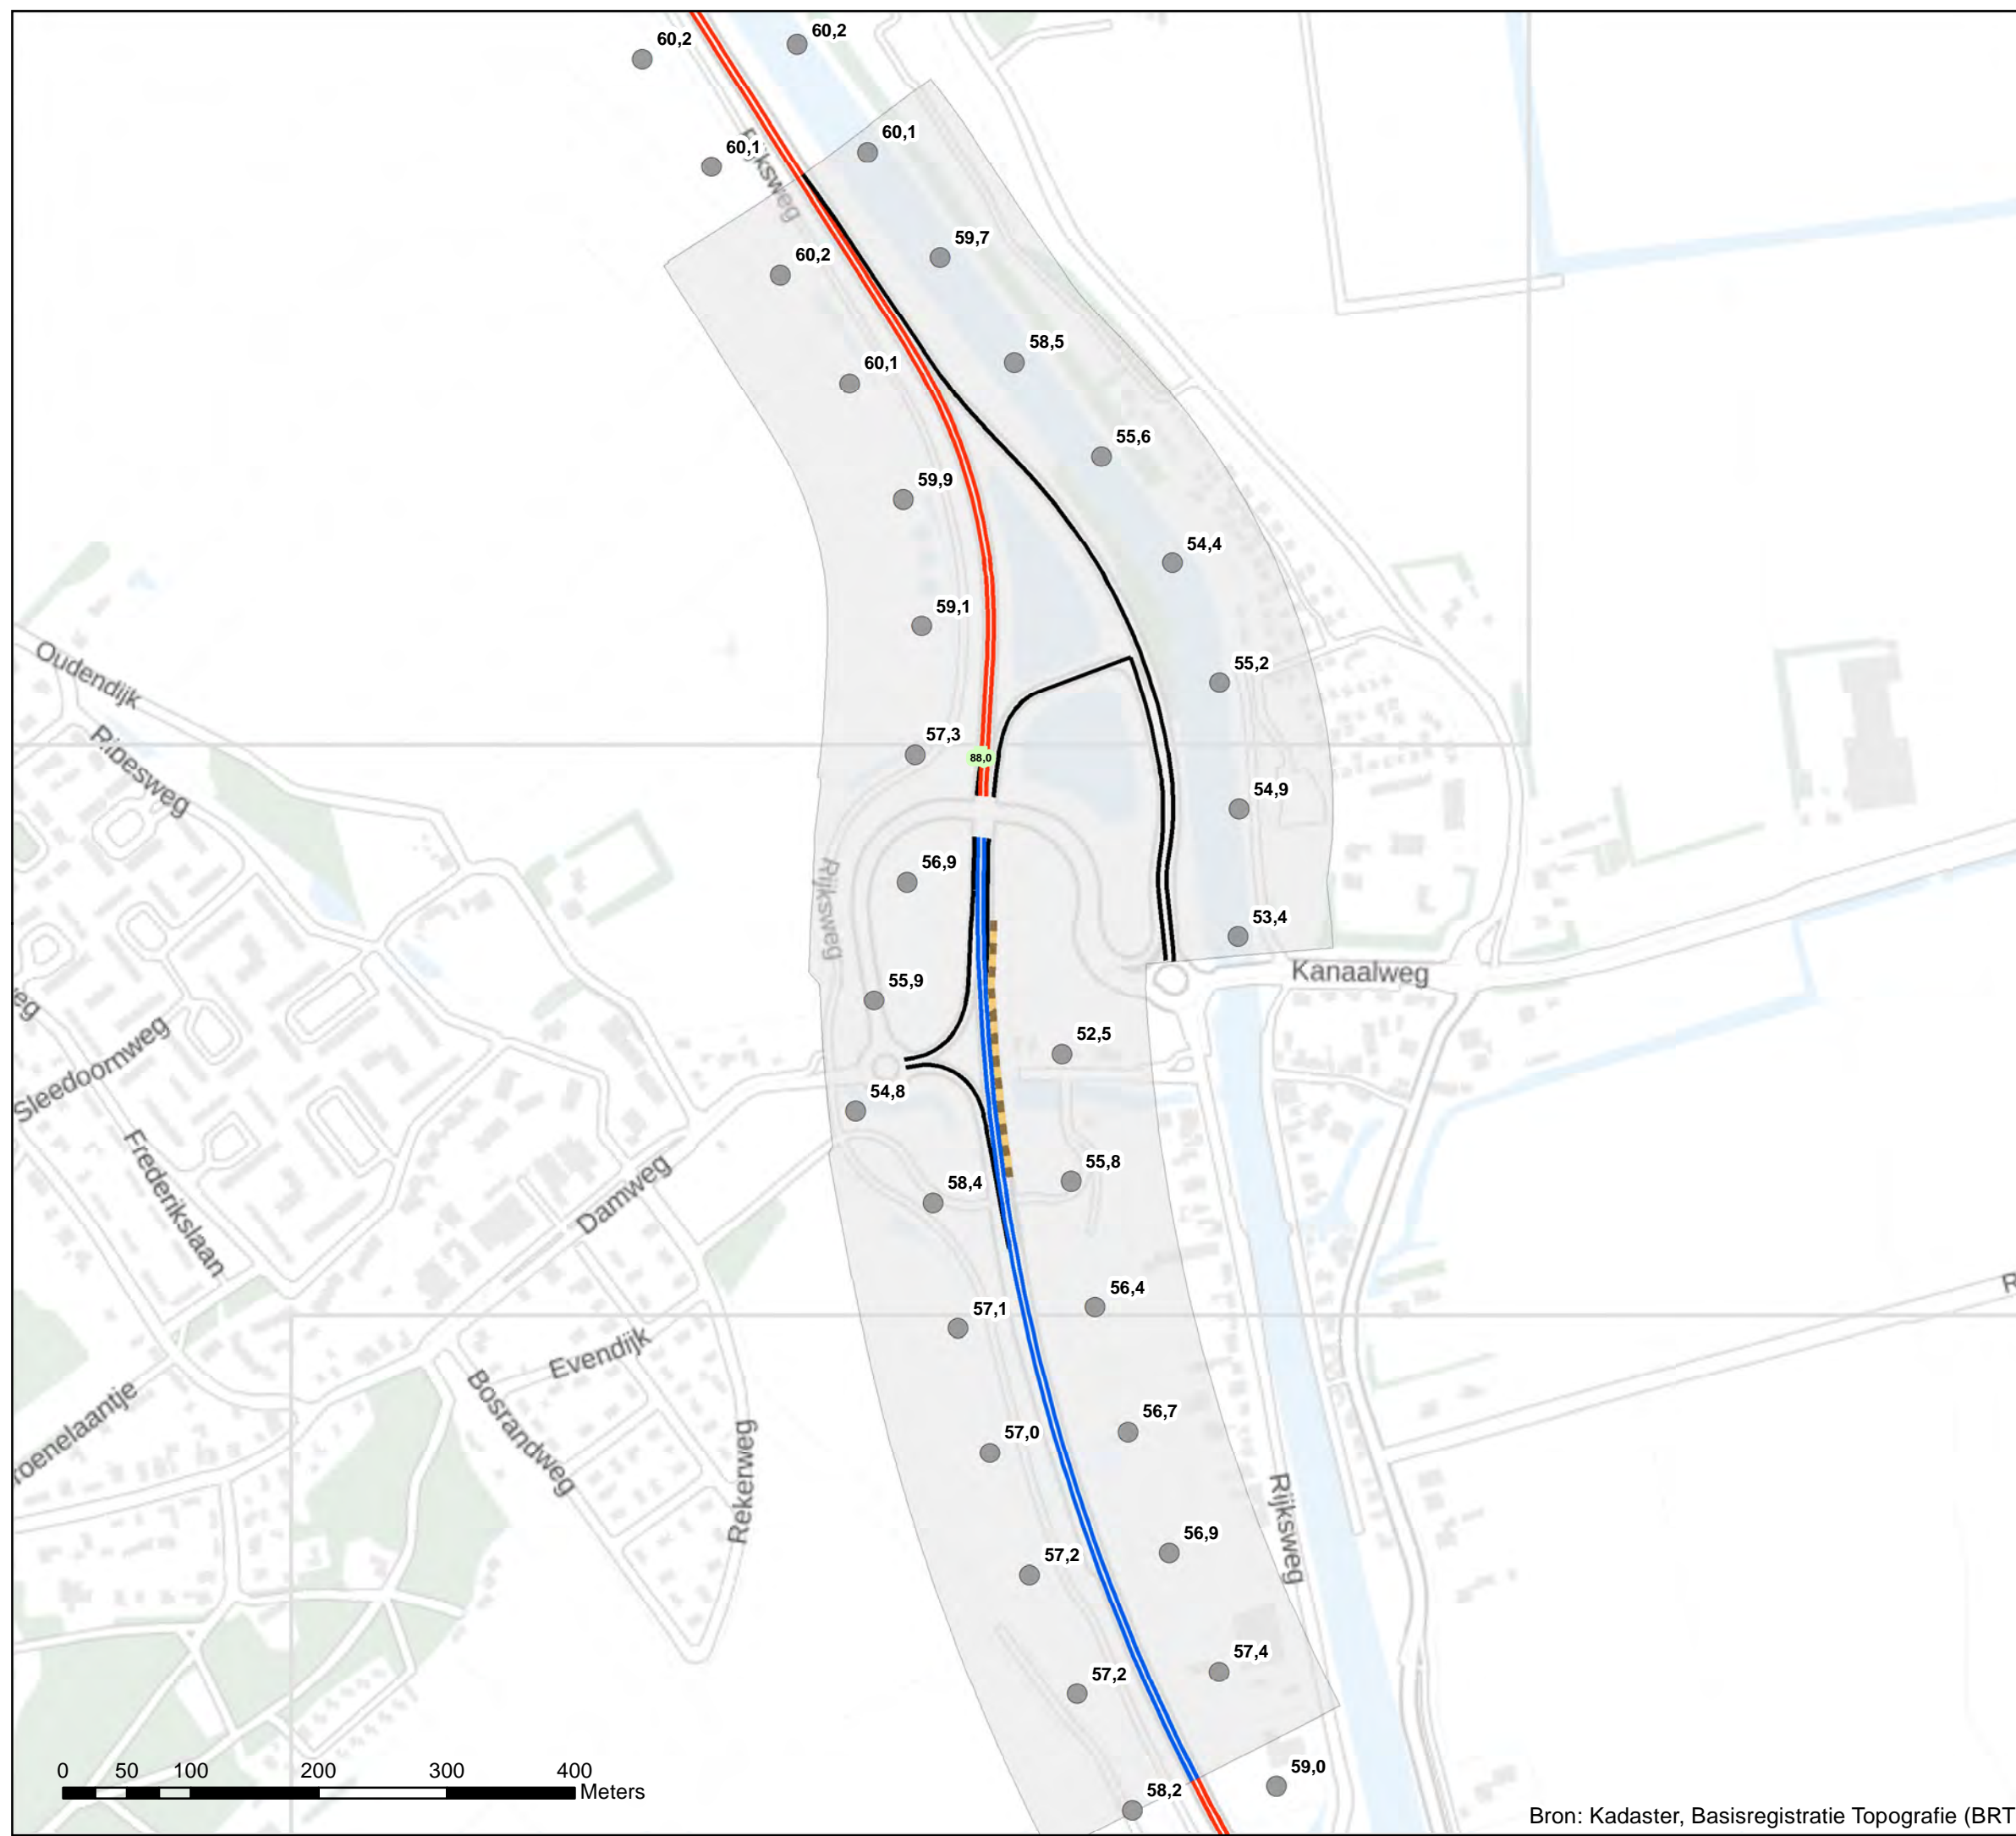 60,2
60,2
60,1
60,1
Rijksweg
59,7
60,2
58,5
60,1
55,6
59,9
54,4
59,1
55,2
Oudendijk
57,3
88,0
Ribesweg
54,9
56,9
Rijksweg
53,4
Kanaalweg
55,9
52,5
Sleedoornweg
54,8
55,8
Frederikslaan
Damweg
58,4
56,4
57,1
Evendijk
56,7
57,0
Bosrandweg
roenelaantje
Rekerweg
Rijksweg
56,9
57,2
57,4
57,2
59,0
58,2
0 50 100 200 300 400
Meters
Bron: Kadaster, Basisregistratie Topografie (BRT